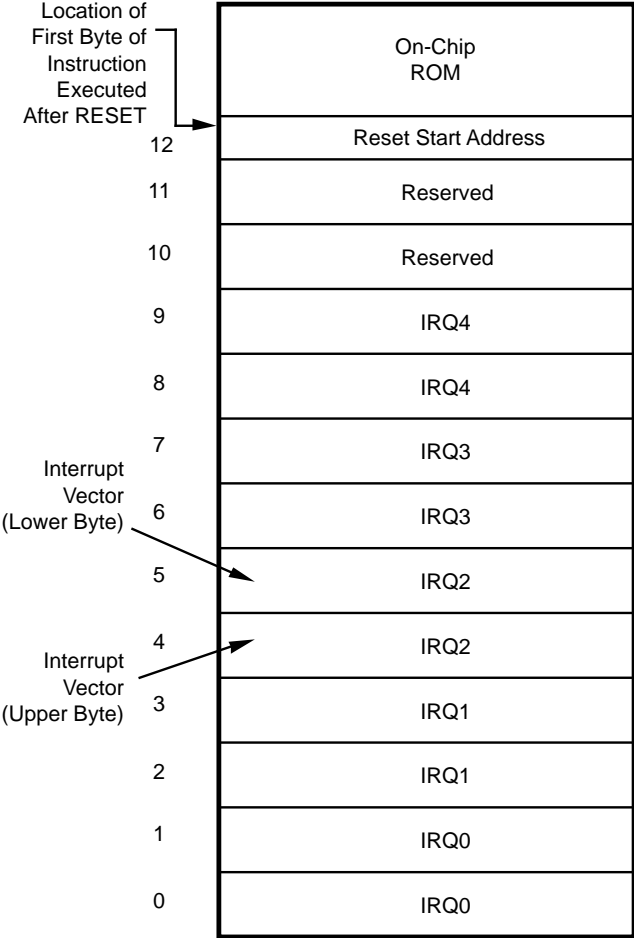 Location of
First Byte of
Instruction
Executed
After RESET
On-Chip
ROM
12
Reset Start Address
11
Reserved
10
Reserved
9
IRQ4
8
IRQ4
7
IRQ3
Interrupt
Vector
(Lower Byte)
6
IRQ3
5
IRQ2
4
IRQ2
Interrupt
Vector
(Upper Byte)
3
IRQ1
2
IRQ1
1
IRQ0
0
IRQ0